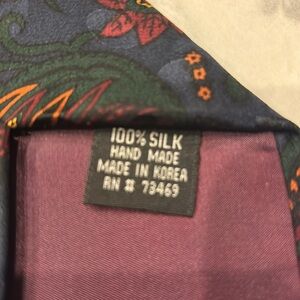 100% SILK
HAND MADE
MADE IN KOREA
RN # 73469